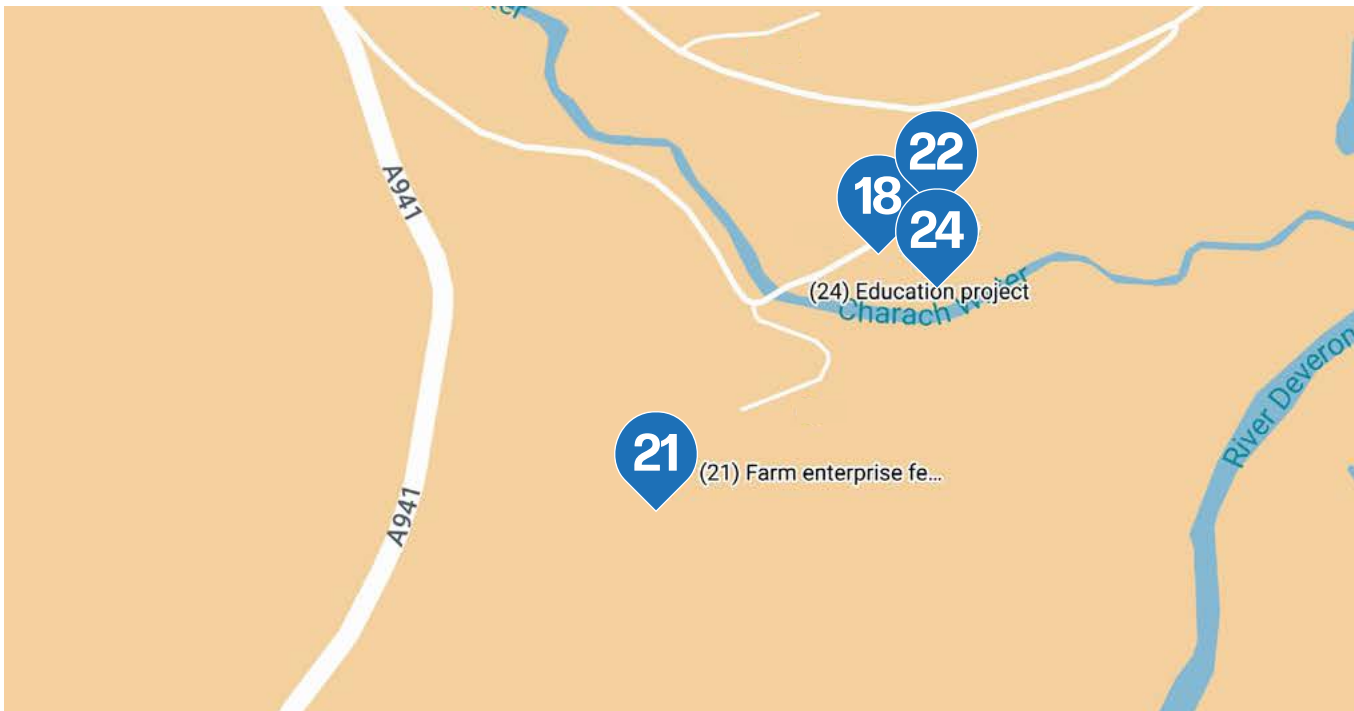 A941
22
18
24
(24) Education project
Charach Water
River Deveron
21
(21) Farm enterprise fe...
A941